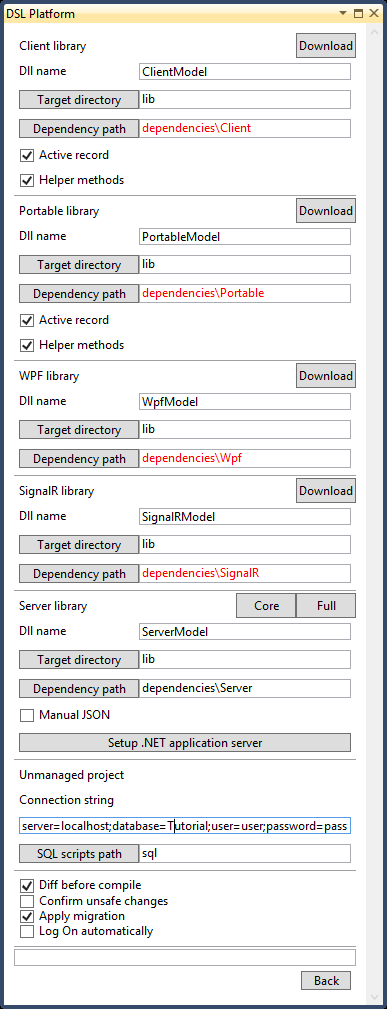 DSL Platform
Client library Download
Dll name ClientModel
Target directory lib
Dependency path dependencies\Client
Active record
Helper methods
Portable library Download
Dll name PortableModel
Target directory lib
Dependency path dependencies\Portable
Active record
Helper methods
WPF library Download
Dll name WpfModel
Target directory lib
Dependency path dependencies\Wpf
SignalR library Download
Dll name SignalRModel
Target directory lib
Dependency path dependencies\SignalR
Server library Core Full
Dll name ServerModel
Target directory lib
Dependency path dependencies\Server
Manual JSON
Setup .NET application server
Unmanaged project
Connection string
server=localhost;database=Tutorial;user=user;password=pass
SQL scripts path sql
Diff before compile
Confirm unsafe changes
Apply migration
Log On automatically
Back